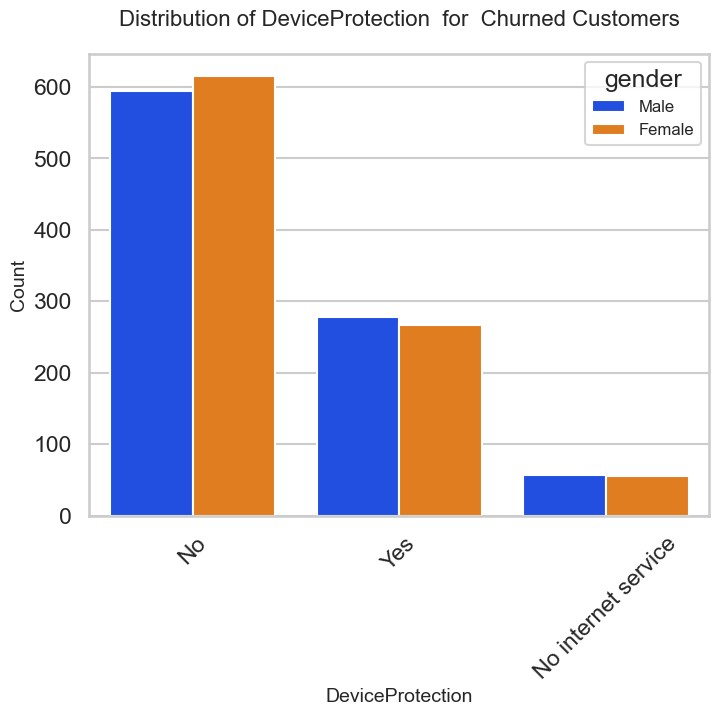 Distribution of DeviceProtection  for  Churned Customers
gender
Male
Female
600
500
400
300
200
100
0
Count
No
Yes
No internet service
DeviceProtection